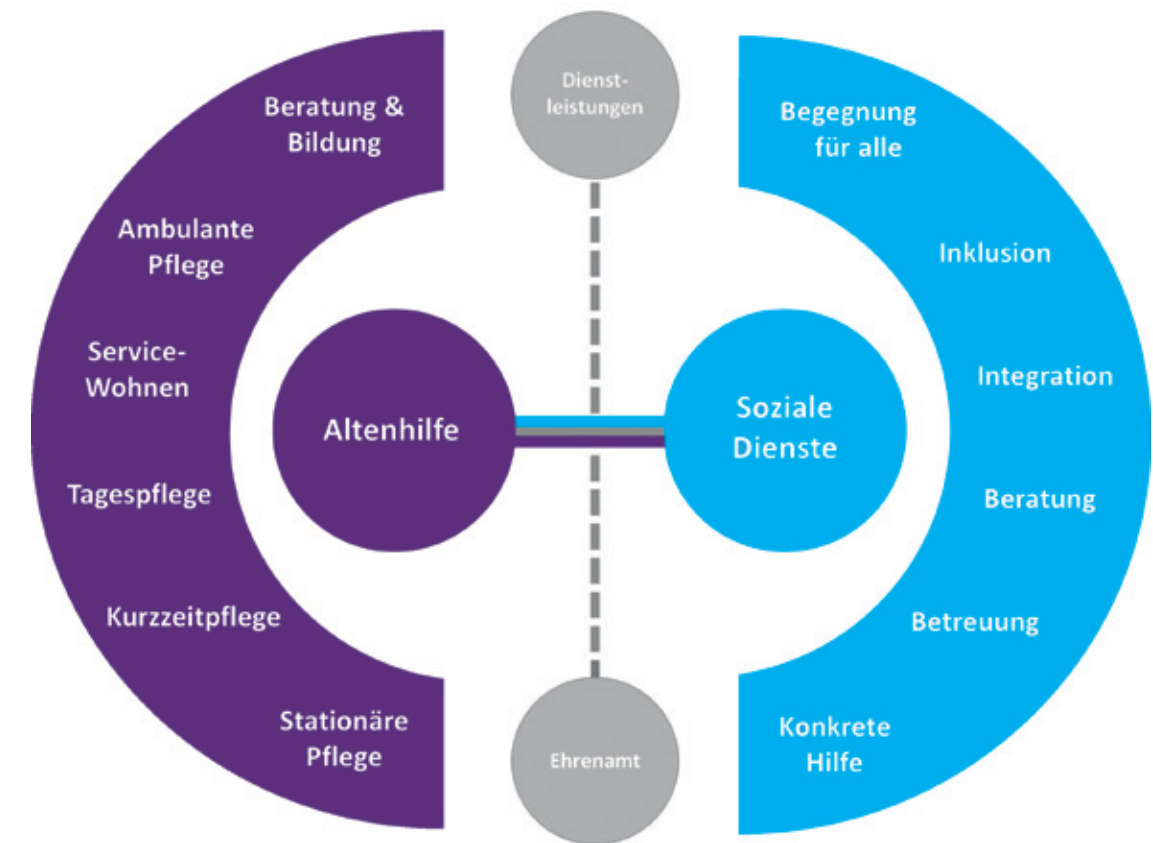 Beratung &
Bildung
Ambulante
Pflege
Service-
Wohnen
Tagespflege
Kurzzeitpflege
Stationäre
Pflege
Altenhilfe
Dienst-
leistungen
Ehrenamt
Soziale
Dienste
Begegnung
für alle
Inklusion
Integration
Beratung
Betreuung
Konkrete
Hilfe